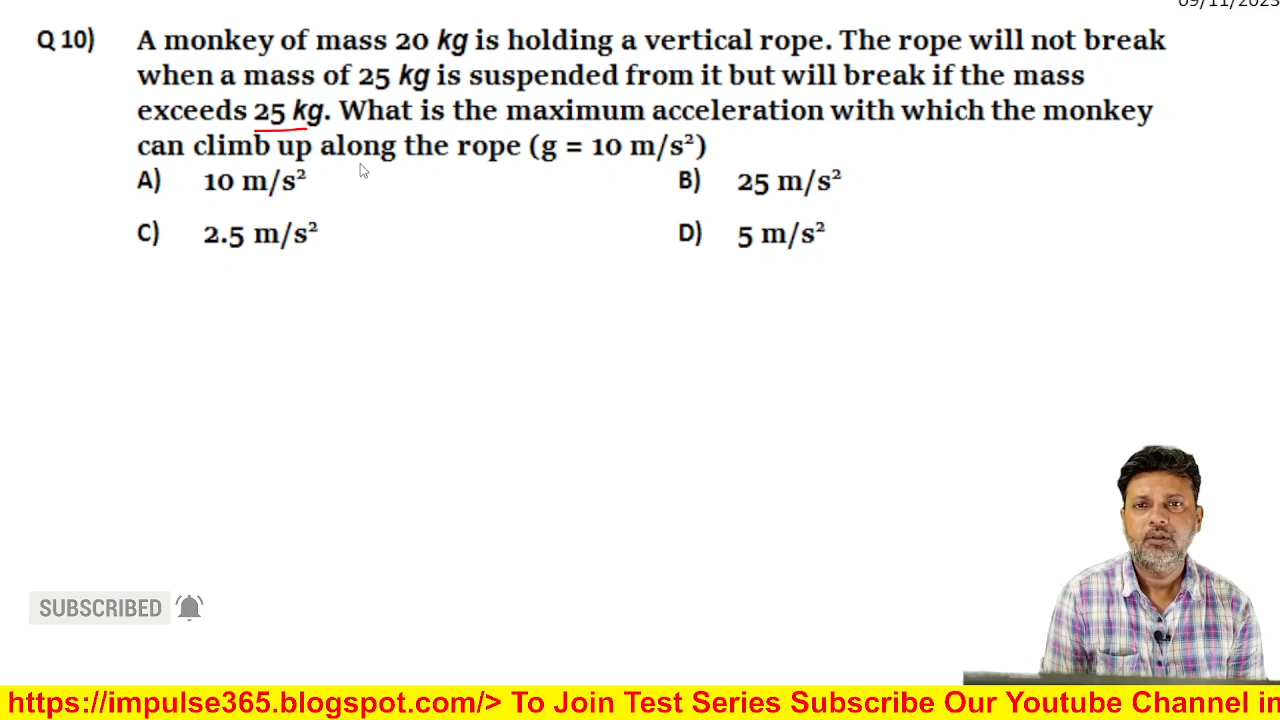 09/11/2025
Q 10) A monkey of mass 20 kg is holding a vertical rope. The rope will not break
when a mass of 25 kg is suspended from it but will break if the mass
exceeds 25 kg. What is the maximum acceleration with which the monkey
can climb up along the rope (g = 10 m/s²)
A) 10 m/s² B) 25 m/s²
C) 2.5 m/s² D) 5 m/s²
SUBSCRIBED
https://impulse365.blogspot.com/> To Join Test Series Subscribe Our Youtube Channel in